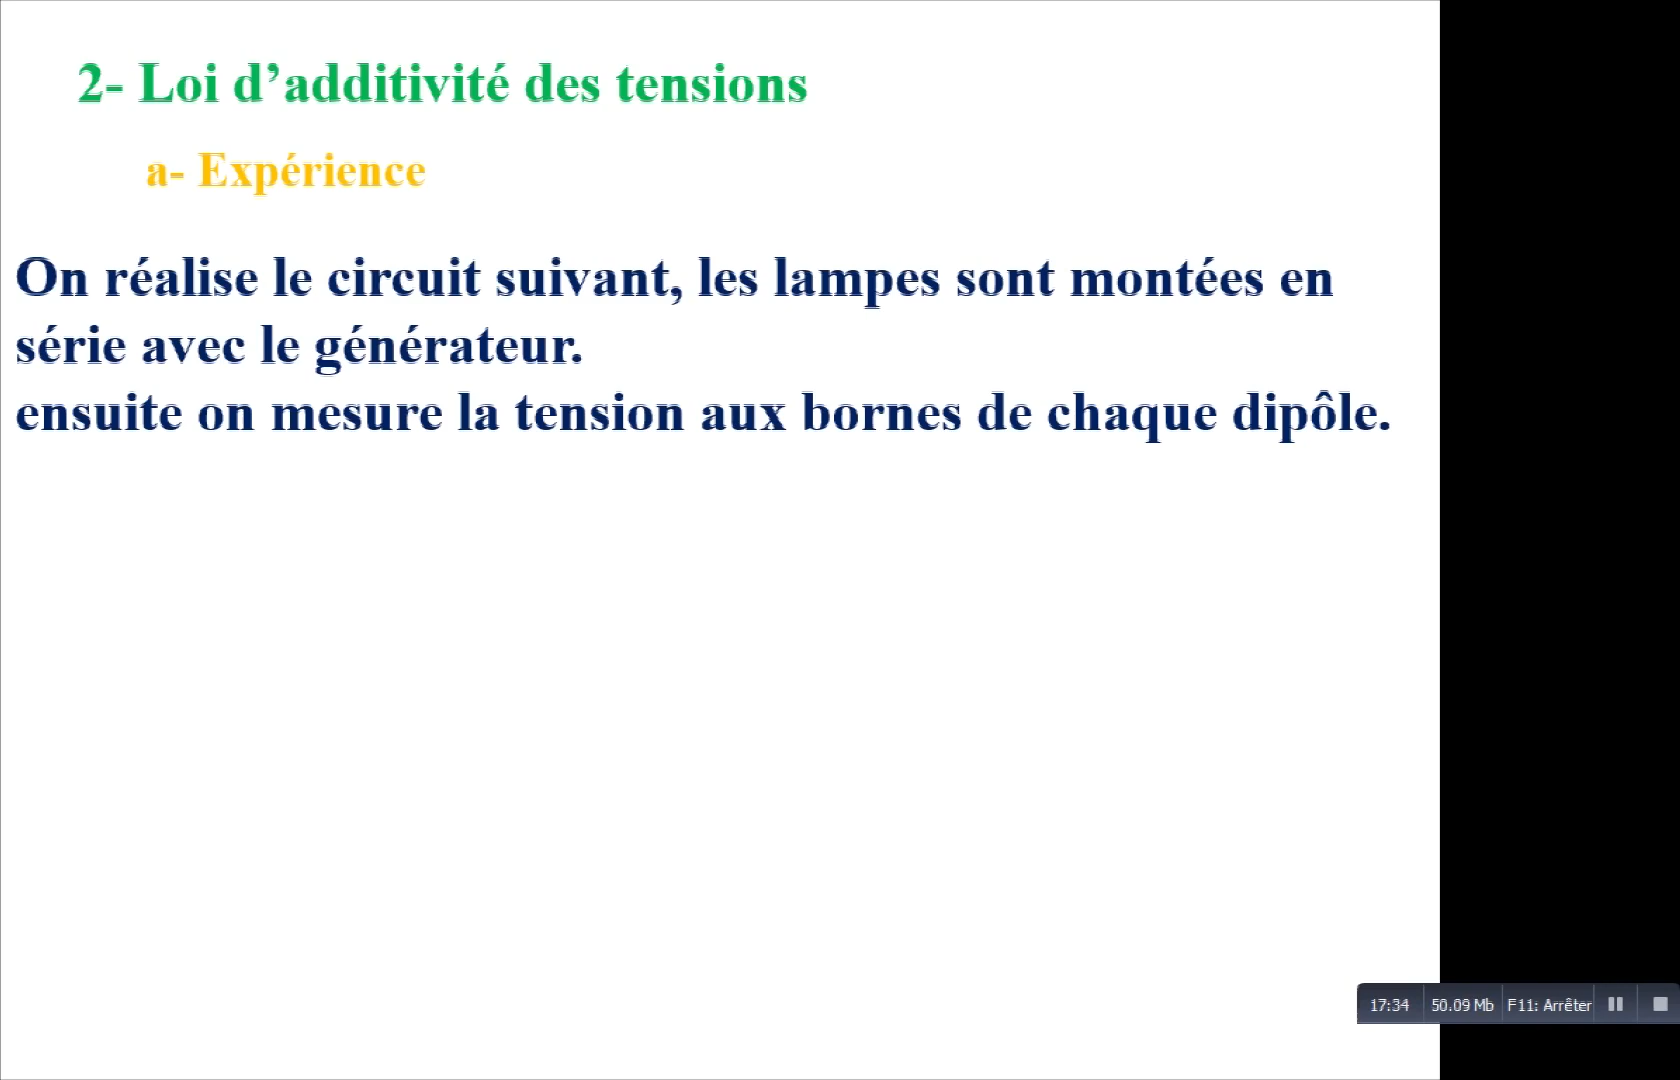 2- Loi d’additivité des tensions
a- Expérience
On réalise le circuit suivant, les lampes sont montées en
série avec le générateur.
ensuite on mesure la tension aux bornes de chaque dipôle.
17:34 50.09 Mb F11: Arrêter